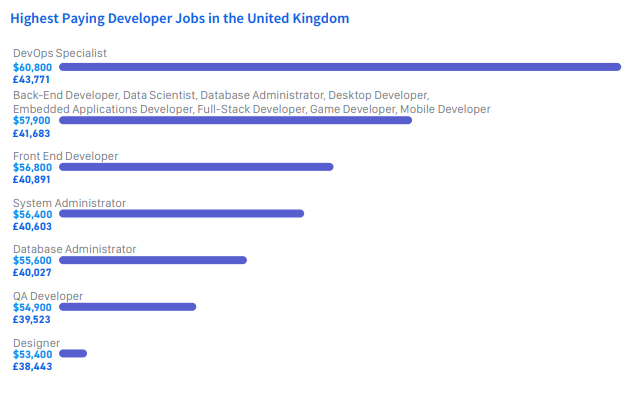 Highest Paying Developer Jobs in the United Kingdom
DevOps Specialist
$60,800
£43,771
Back-End Developer, Data Scientist, Database Administrator, Desktop Developer,
Embedded Applications Developer, Full-Stack Developer, Game Developer, Mobile Developer
$57,900
£41,683
Front End Developer
$56,800
£40,891
System Administrator
$56,400
£40,603
Database Administrator
$55,600
£40,027
QA Developer
$54,900
£39,523
Designer
$53,400
£38,443